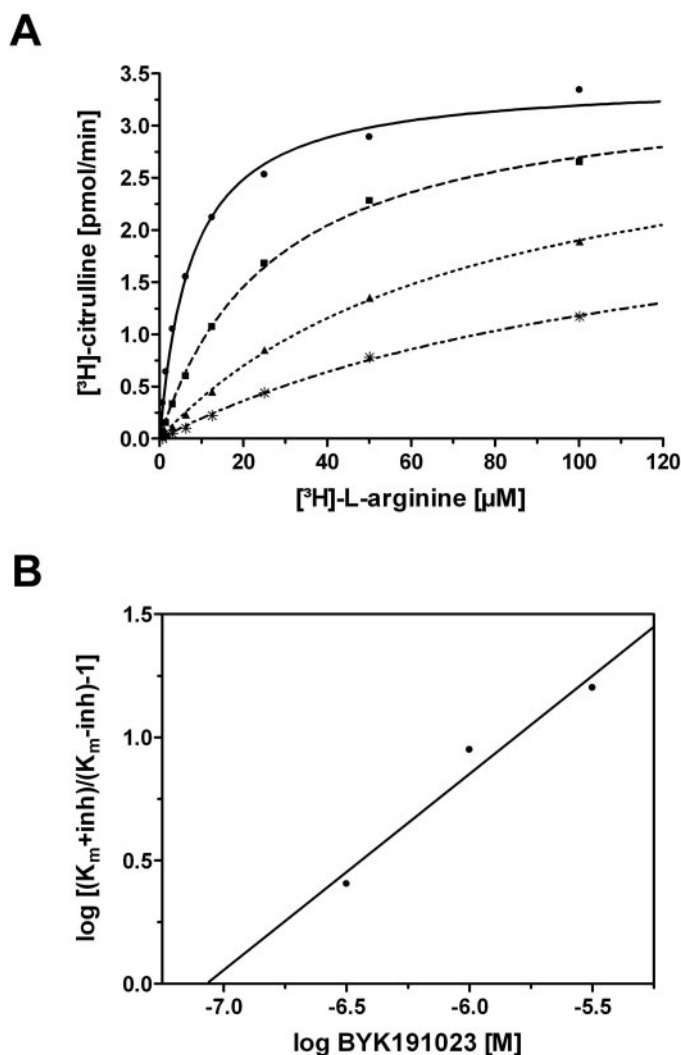 A
[³H]-citrulline [pmol/min]
3.5
3.0
2.5
2.0
1.5
1.0
0.5
0.0
0 20 40 60 80 100 120
[³H]-L-arginine [µM]
B
log [(Kₘ+inh)/(Kₘ-inh)-1]
1.5
1.0
0.5
0.0
-7.0 -6.5 -6.0 -5.5
log BYK191023 [M]